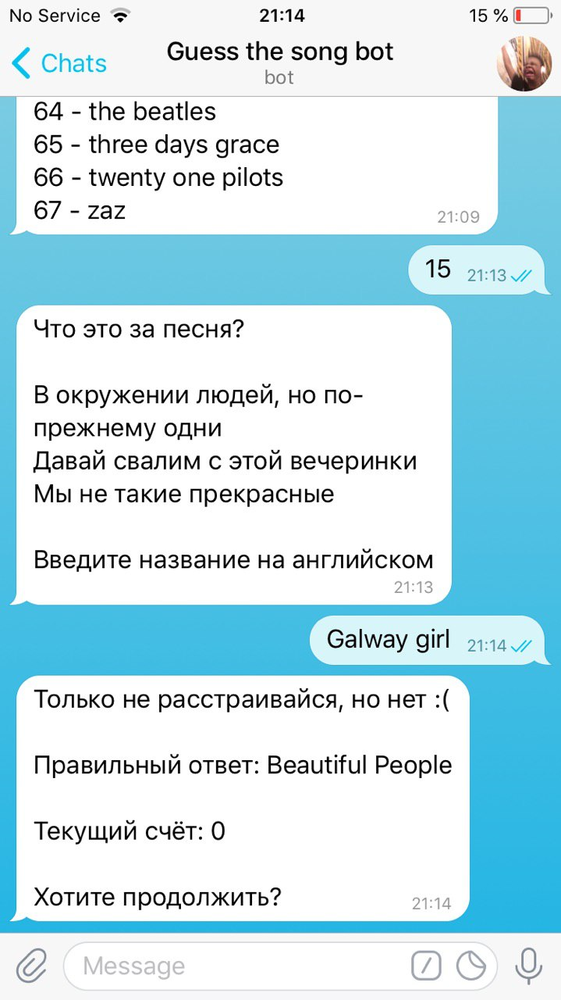 No Service 21:14 15 %
Chats
Guess the song bot
bot
64 - the beatles
65 - three days grace
66 - twenty one pilots
67 - zaz
21:09
15 21:13
Что это за песня?
В окружении людей, но по-
прежнему одни
Давай свалим с этой вечеринки
Мы не такие прекрасные
Введите название на английском
21:13
Galway girl 21:14
Только не расстраивайся, но нет :(
Правильный ответ: Beautiful People
Текущий счёт: 0
Хотите продолжить?
21:14
Message